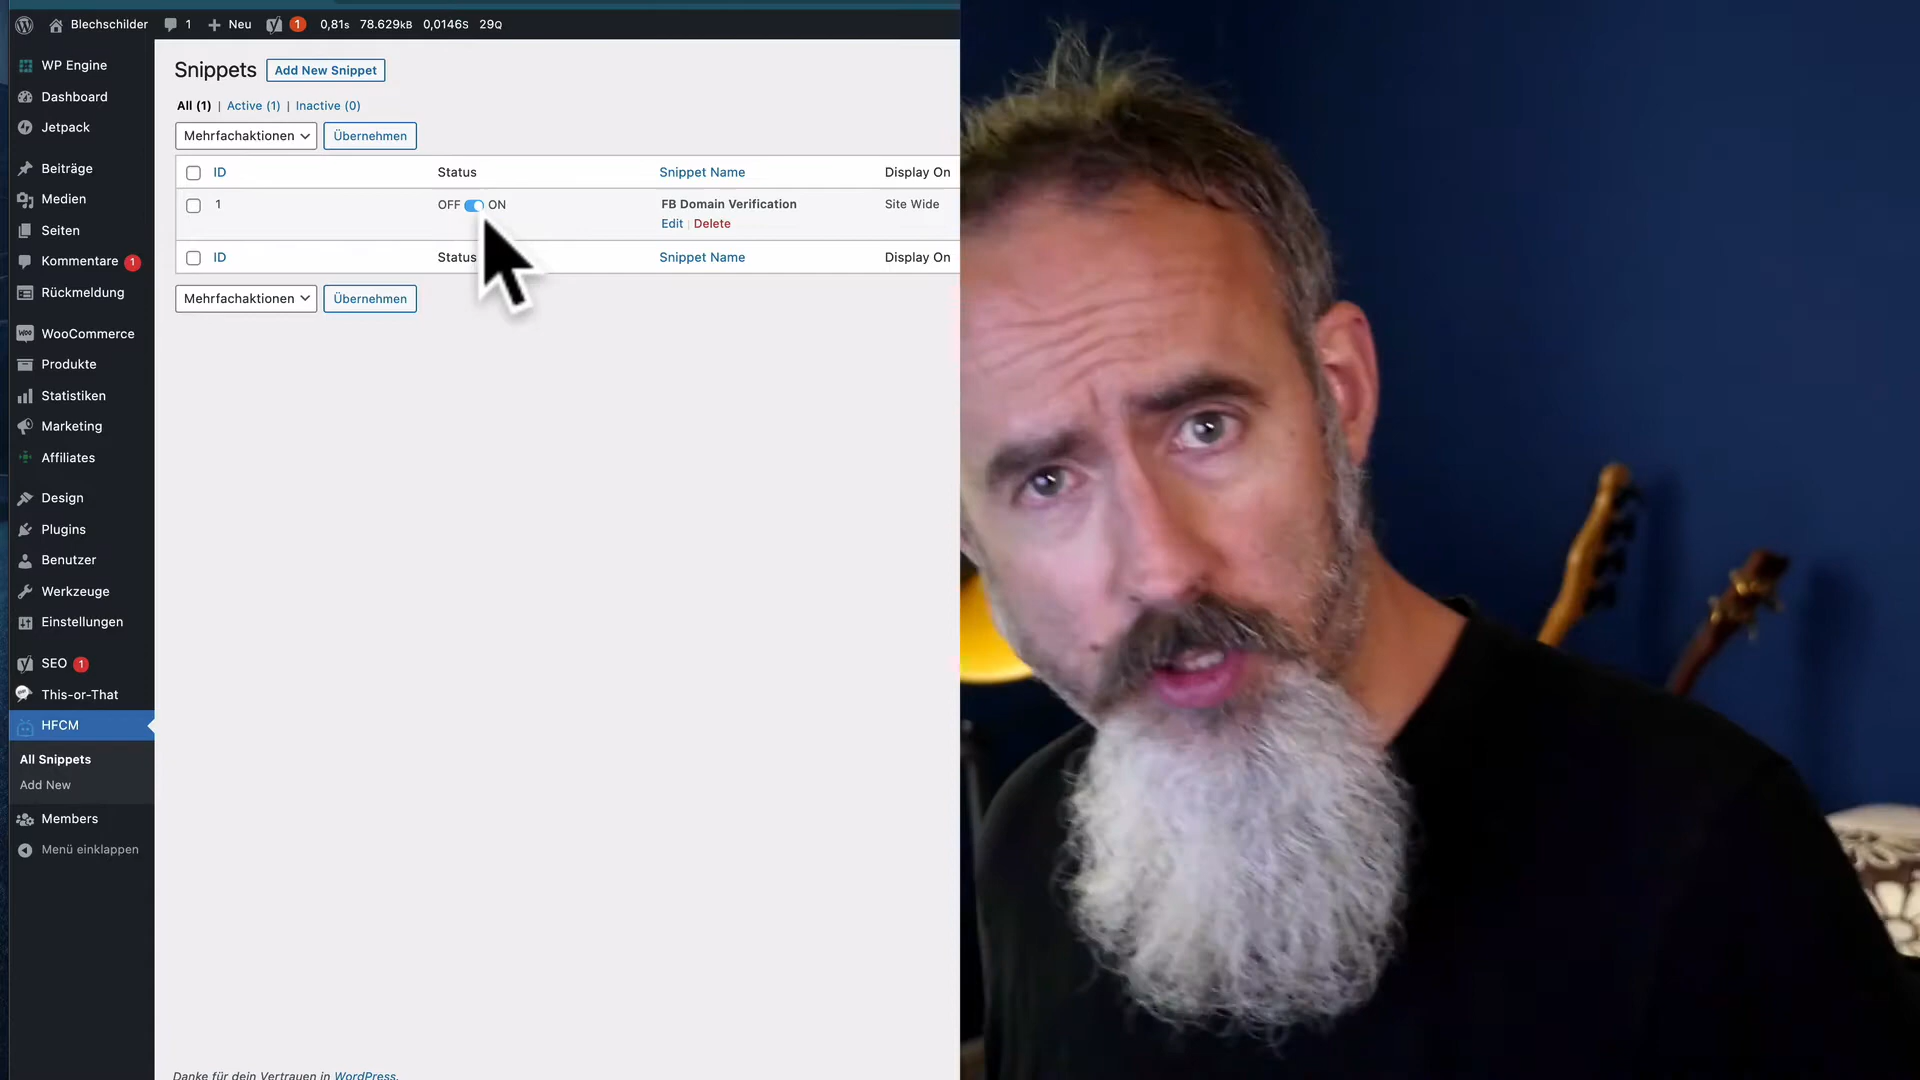 Blechschilder 1 Neu 1 0,81s 78.629kB 0,0146s 29Q
WP Engine
Dashboard
Jetpack
Beiträge
Medien
Seiten
Kommentare 1
Rückmeldung
WooCommerce
Produkte
Statistiken
Marketing
Affiliates
Design
Plugins
Benutzer
Werkzeuge
Einstellungen
SEO 1
This-or-That
HFCM
All Snippets
Add New
Members
Menü einklappen
Snippets Add New Snippet
All (1) | Active (1) | Inactive (0)
Mehrfachaktionen Übernehmen
ID Status Snippet Name Display On
1 OFF ON FB Domain Verification Site Wide
Edit | Delete
ID Status Snippet Name Display On
Mehrfachaktionen Übernehmen
Danke für dein Vertrauen in WordPress.